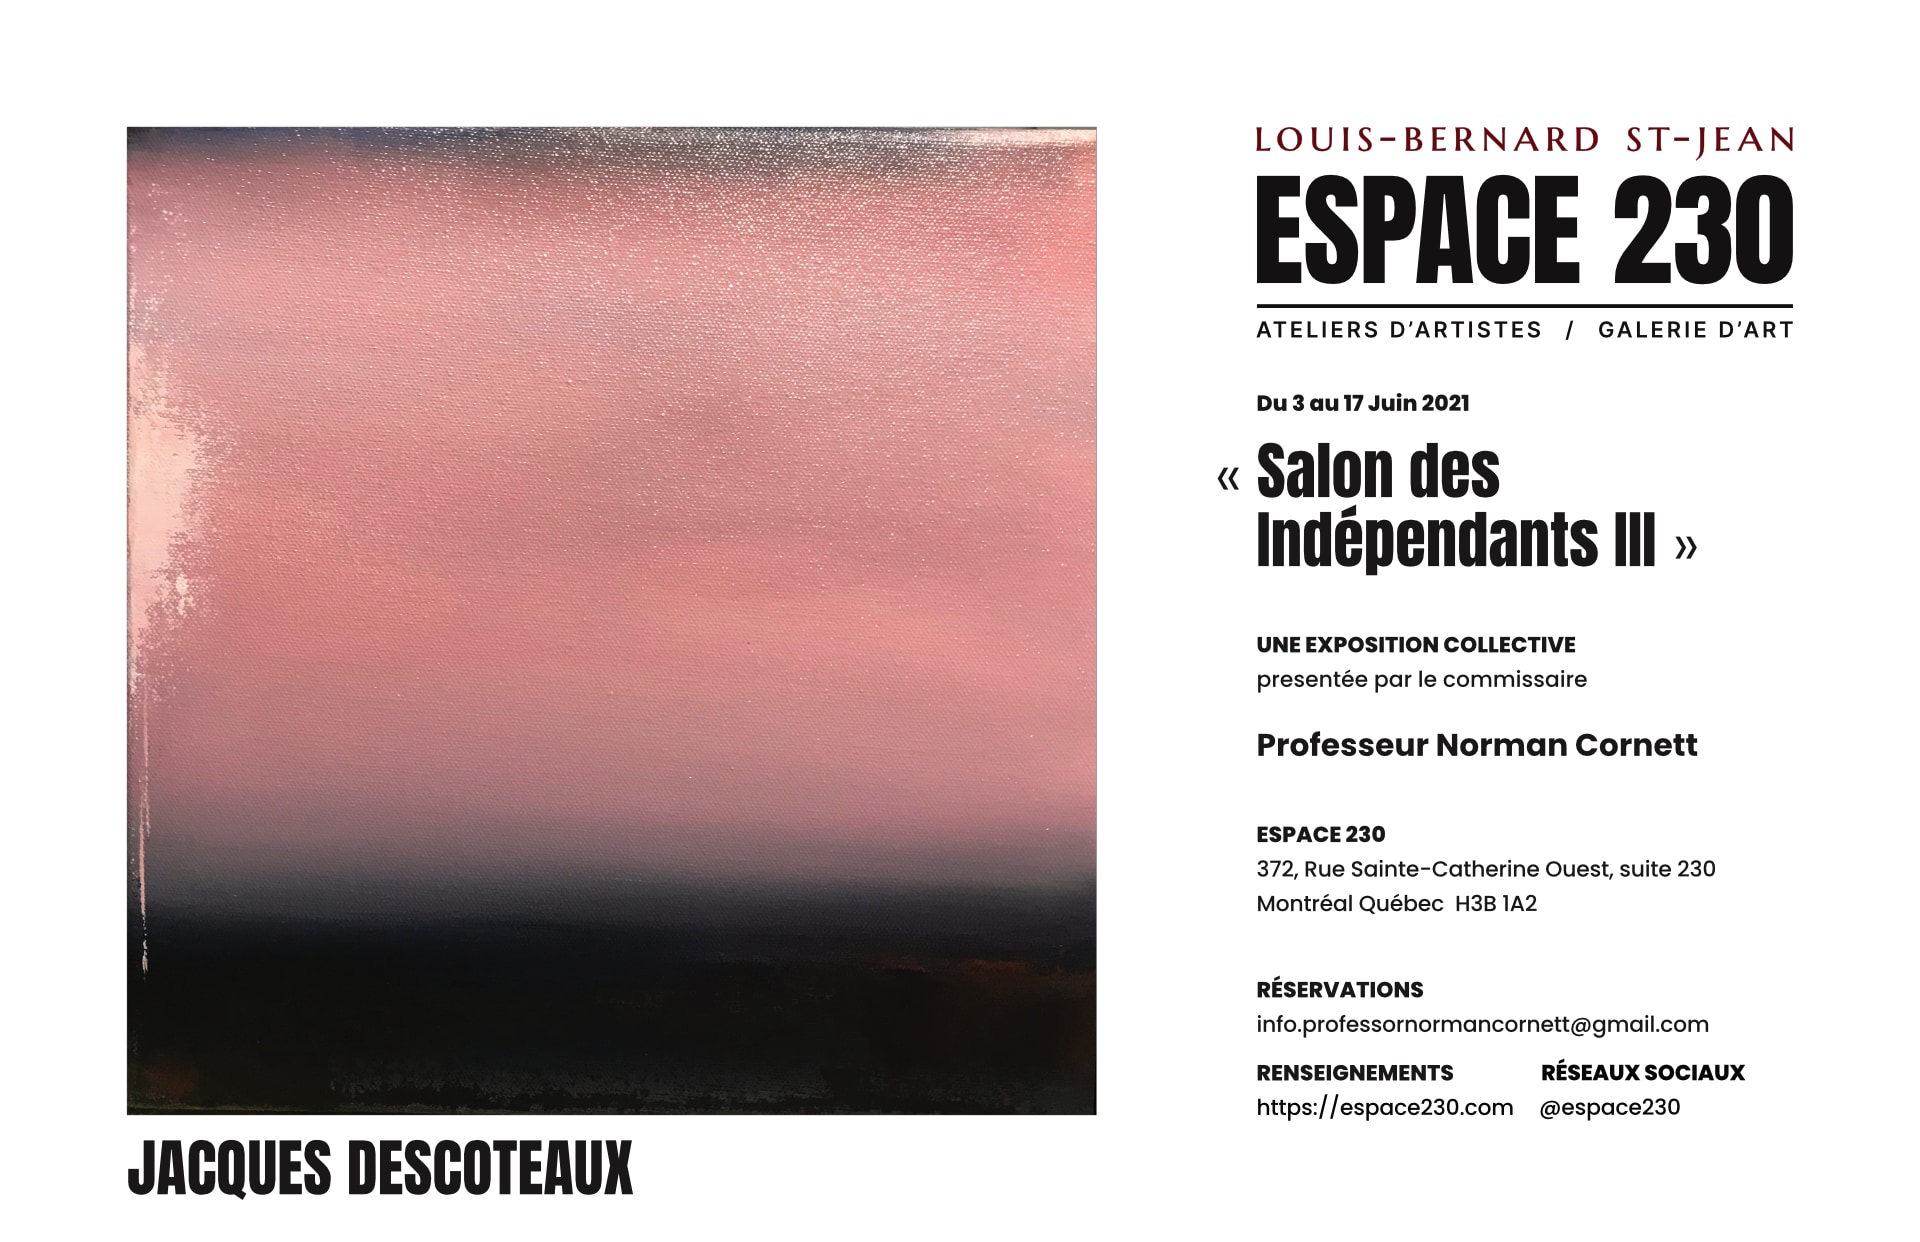 LOUIS-BERNARD ST-JEAN
ESPACE 230
ATELIERS D’ARTISTES / GALERIE D’ART
Du 3 au 17 Juin 2021
« Salon des
Indépendants III »
UNE EXPOSITION COLLECTIVE
presentée par le commissaire
Professeur Norman Cornett
ESPACE 230
372, Rue Sainte-Catherine Ouest, suite 230
Montréal Québec H3B 1A2
RÉSERVATIONS
info.professornormancornett@gmail.com
RENSEIGNEMENTS RÉSEAUX SOCIAUX
https://espace230.com @espace230
JACQUES DESCOTEAUX